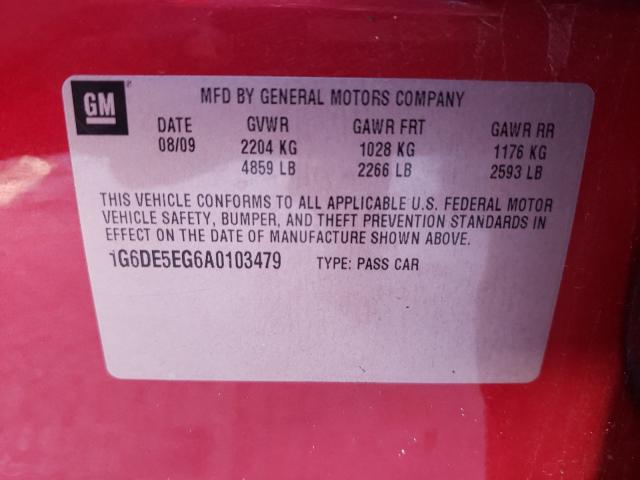 GM
MFD BY GENERAL MOTORS COMPANY
DATE GVWR GAWR FRT GAWR RR
08/09 2204 KG 1028 KG 1176 KG
4859 LB 2266 LB 2593 LB
THIS VEHICLE CONFORMS TO ALL APPLICABLE U.S. FEDERAL MOTOR
VEHICLE SAFETY, BUMPER, AND THEFT PREVENTION STANDARDS IN
EFFECT ON THE DATE OF MANUFACTURE SHOWN ABOVE.
1G6DE5EG6A0103479 TYPE: PASS CAR